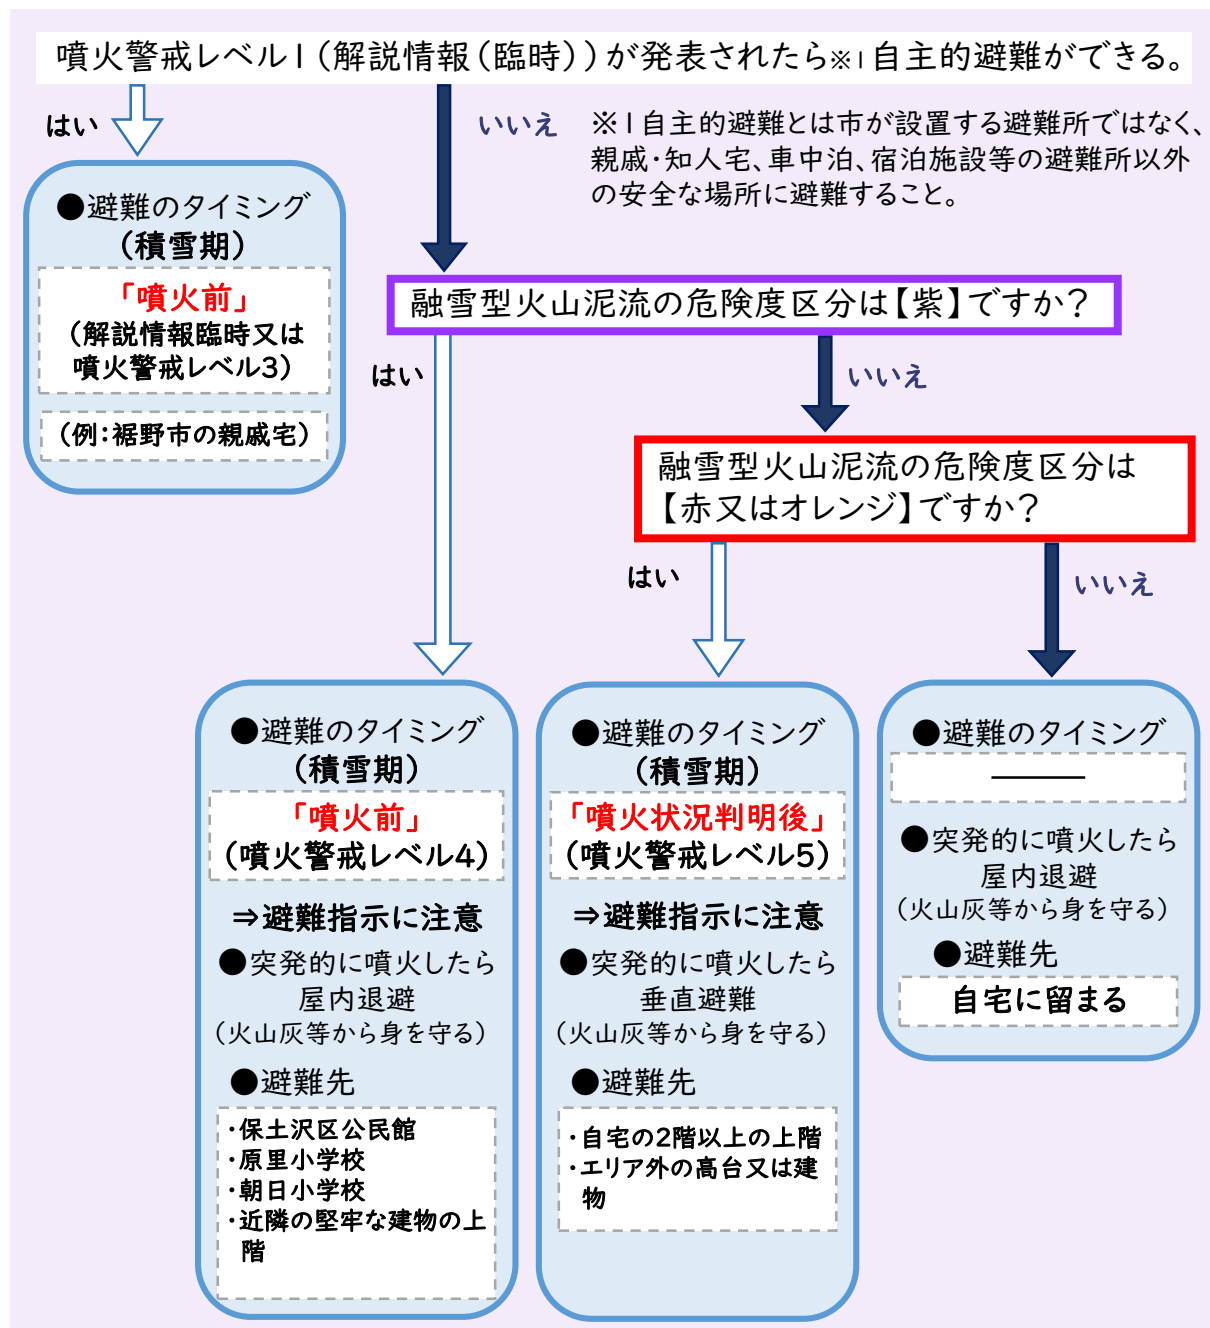 噴火警戒レベル1(解説情報(臨時))が発表されたら※1自主的避難ができる。
はい
いいえ
※1自主的避難とは市が設置する避難所ではなく、
親戚・知人宅、車中泊、宿泊施設等の避難所以外
の安全な場所に避難すること。
●避難のタイミング
(積雪期)
「噴火前」
(解説情報臨時又は
噴火警戒レベル3)
(例:裾野市の親戚宅)
融雪型火山泥流の危険度区分は【紫】ですか?
はい
いいえ
融雪型火山泥流の危険度区分は
【赤又はオレンジ】ですか?
はい
いいえ
●避難のタイミング
(積雪期)
「噴火前」
(噴火警戒レベル4)
⇒避難指示に注意
●突発的に噴火したら
屋内退避
(火山灰等から身を守る)
●避難先
・保土沢区公民館
・原里小学校
・朝日小学校
・近隣の堅牢な建物の上
階
●避難のタイミング
(積雪期)
「噴火状況判明後」
(噴火警戒レベル5)
⇒避難指示に注意
●突発的に噴火したら
垂直避難
(火山灰等から身を守る)
●避難先
・自宅の2階以上の上階
・エリア外の高台又は建
物
●避難のタイミング
―――
●突発的に噴火したら
屋内退避
(火山灰等から身を守る)
●避難先
自宅に留まる